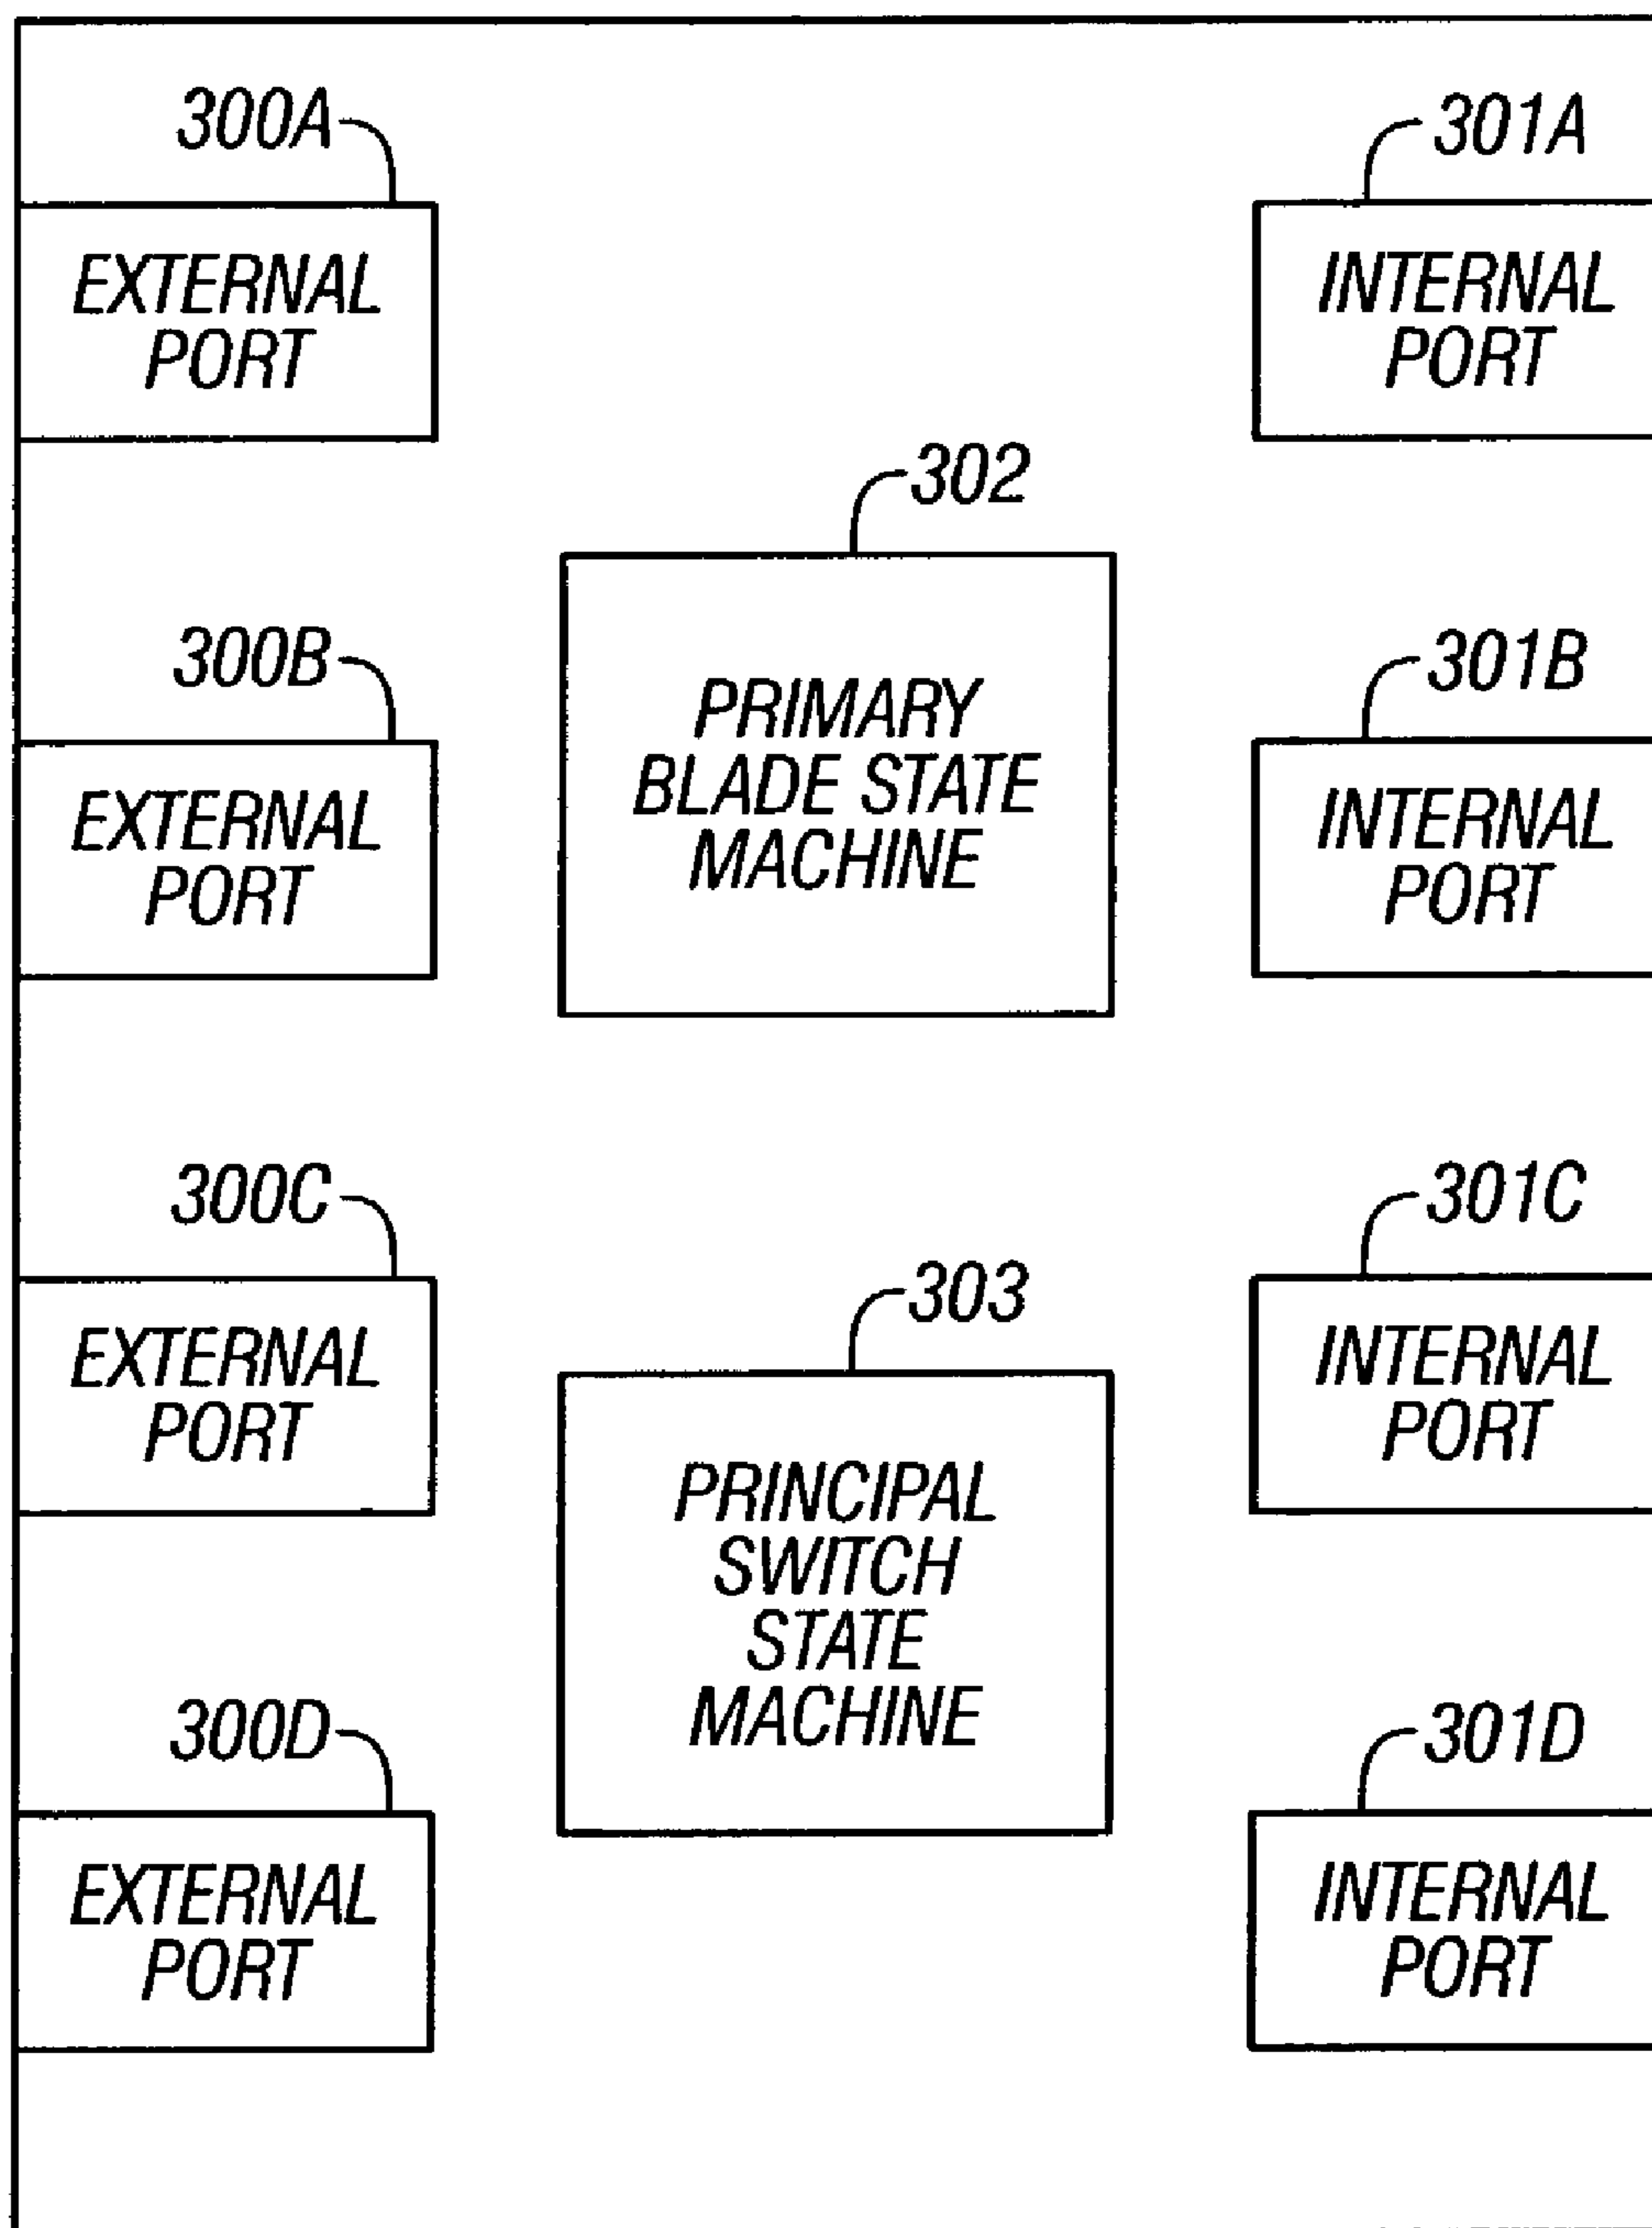 300A
301A
EXTERNAL
PORT
INTERNAL
PORT
302
300B
301B
PRIMARY
BLADE STATE
MACHINE
EXTERNAL
PORT
INTERNAL
PORT
300C
301C
303
EXTERNAL
PORT
INTERNAL
PORT
PRINCIPAL
SWITCH
STATE
MACHINE
300D
301D
EXTERNAL
PORT
INTERNAL
PORT